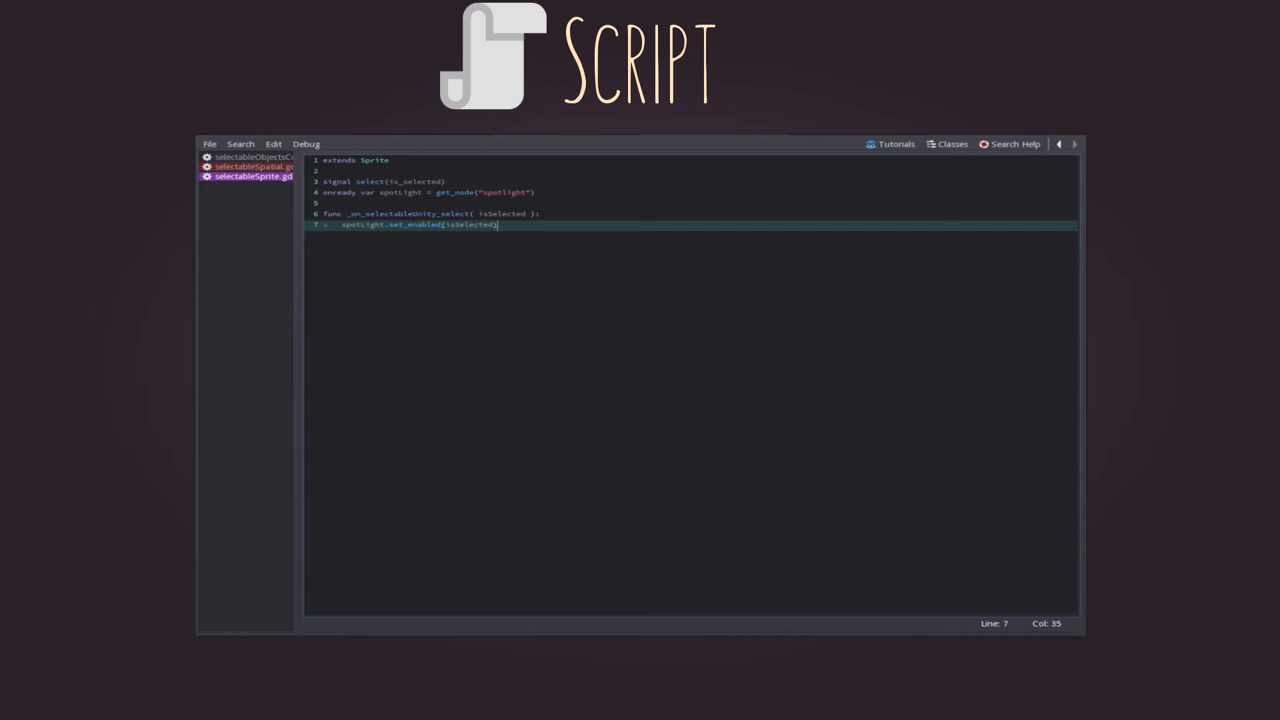 SCRIPT
File Search Edit Debug Tutorials Classes Search Help
selectableObjectsCo
selectableSpatial.gd
selectableSprite.gd
1 extends Sprite
2
3 signal select(is_selected)
4 onready var spotLight = get_node("spotlight")
5
6 func _on_selectableUnity_select( isSelected ):
7 spotLight.set_enabled(isSelected)
Line: 7 Col: 35